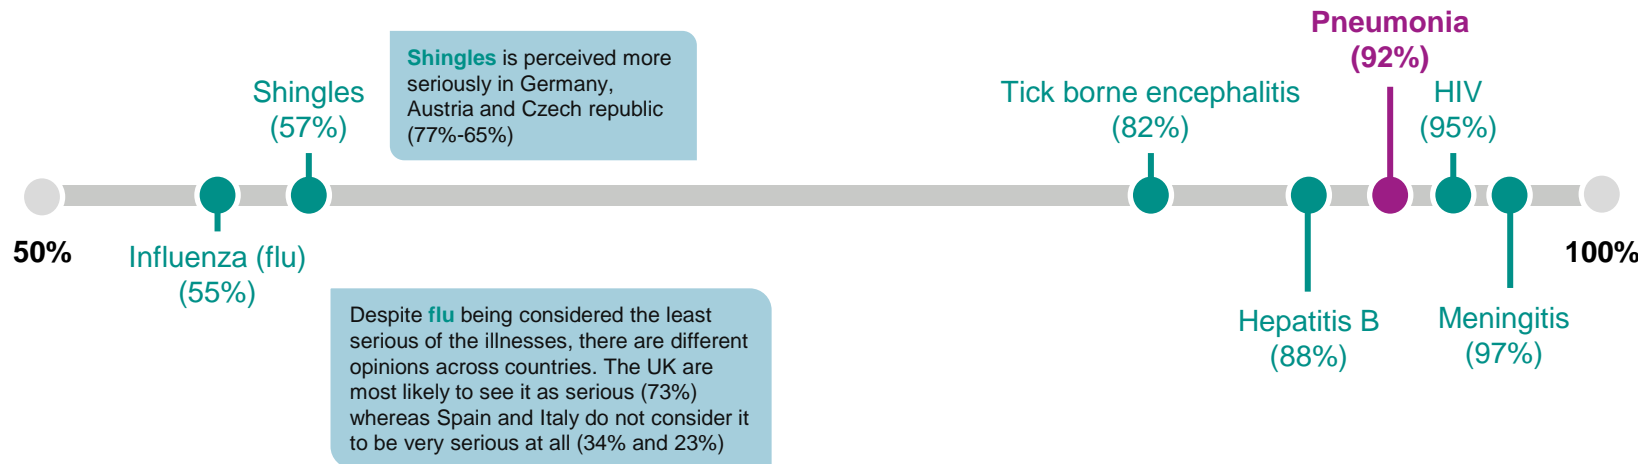 Pneumonia
(92%)
Shingles
(57%)
Shingles is perceived more
seriously in Germany,
Austria and Czech republic
(77%-65%)
Tick borne encephalitis
(82%)
HIV
(95%)
50%
Influenza (flu)
(55%)
100%
Hepatitis B
(88%)
Meningitis
(97%)
Despite flu being considered the least
serious of the illnesses, there are different
opinions across countries. The UK are
most likely to see it as serious (73%)
whereas Spain and Italy do not consider it
to be very serious at all (34% and 23%)